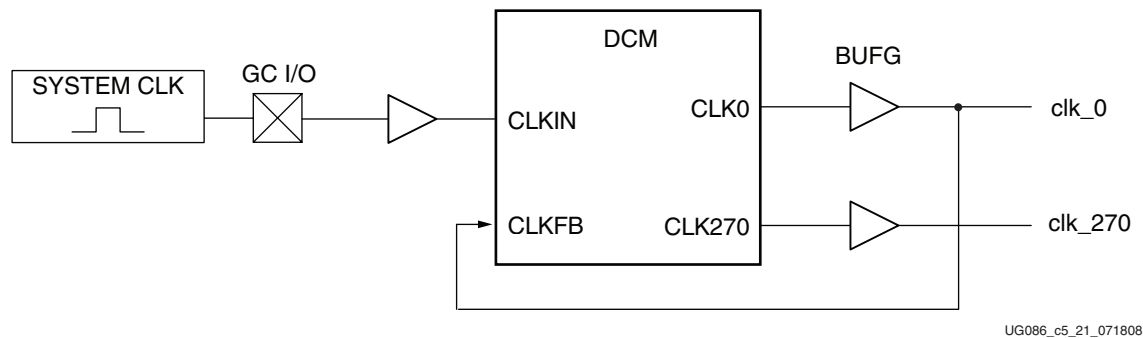 DCM
BUFG
GC I/O
SYSTEM CLK
CLKIN
CLK0
clk_0
CLKFB
CLK270
clk_270
UG086_c5_21_071808